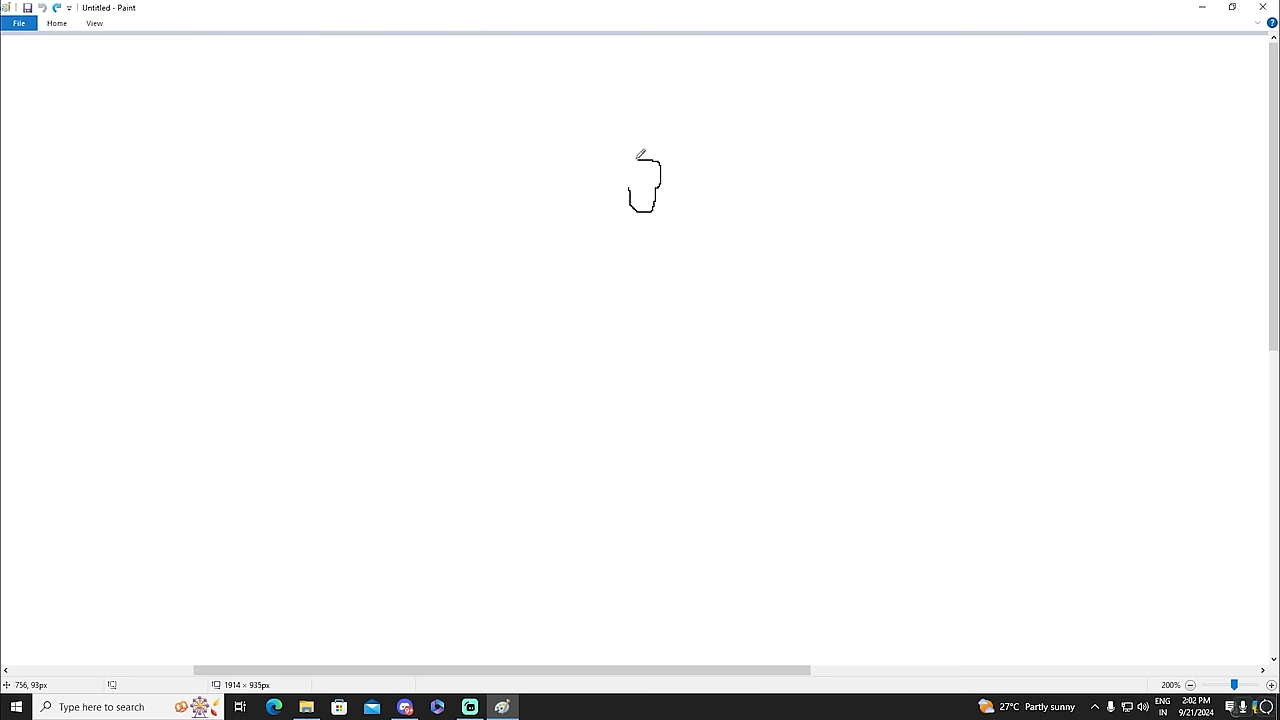 Untitled - Paint
File Home View
756, 93px
1914 × 935px
200%
Type here to search
27°C Partly sunny
ENG
IN
2:02 PM
9/21/2024